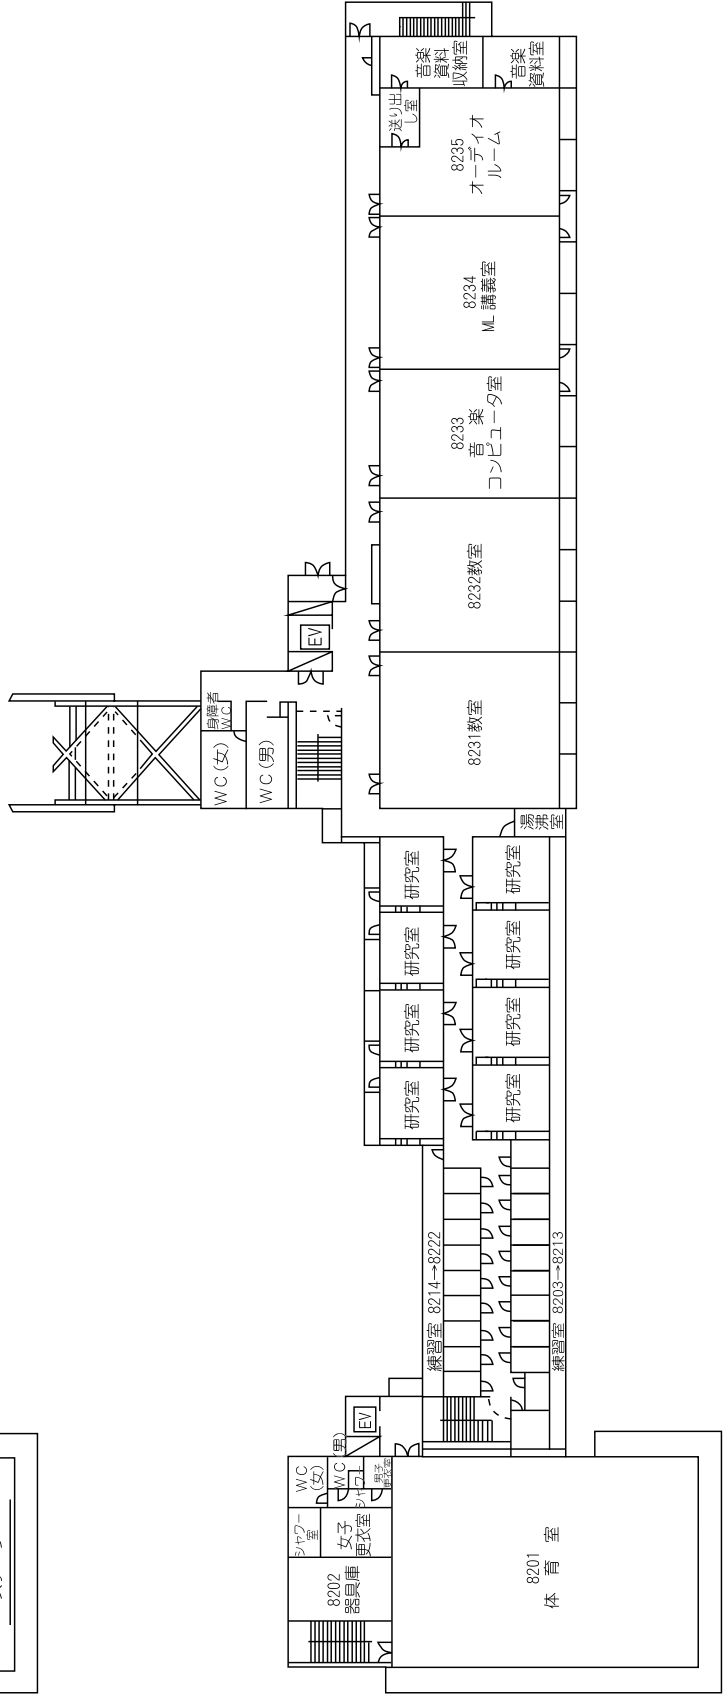 音楽
資料
収納室
音楽
資料室
送り出
し室
8235
オーディオ
ルーム
8234
ML 講義室
8233
音 楽
コンピュータ室
8232教室
EV
8231教室
身障者
WC
WC(女)
WC(男)
湯沸
室
研究室
研究室
研究室
研究室
研究室
研究室
研究室
研究室
練習室 8214→8222
練習室 8203→8213
EV
WC
(女)
WC(男)
シャワー
男子
更衣室
シャワー
室
女子
更衣室
8202
器具庫
8201
体 育 室